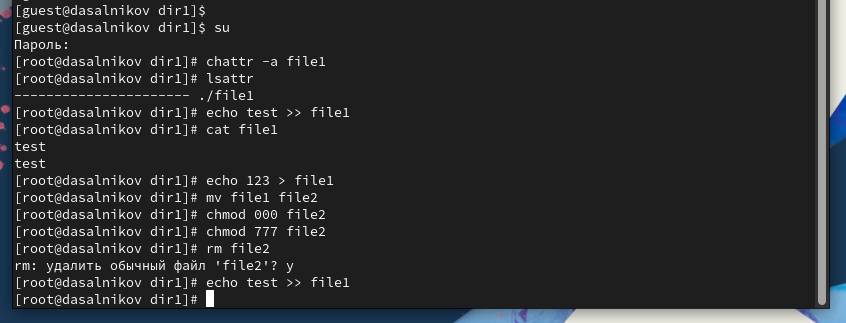 [guest@dasalnikov dir1]$
[guest@dasalnikov dir1]$ su
Пароль:
[root@dasalnikov dir1]# chattr -a file1
[root@dasalnikov dir1]# lsattr
---------------------- ./file1
[root@dasalnikov dir1]# echo test >> file1
[root@dasalnikov dir1]# cat file1
test
test
[root@dasalnikov dir1]# echo 123 > file1
[root@dasalnikov dir1]# mv file1 file2
[root@dasalnikov dir1]# chmod 000 file2
[root@dasalnikov dir1]# chmod 777 file2
[root@dasalnikov dir1]# rm file2
rm: удалить обычный файл 'file2'? y
[root@dasalnikov dir1]# echo test >> file1
[root@dasalnikov dir1]#